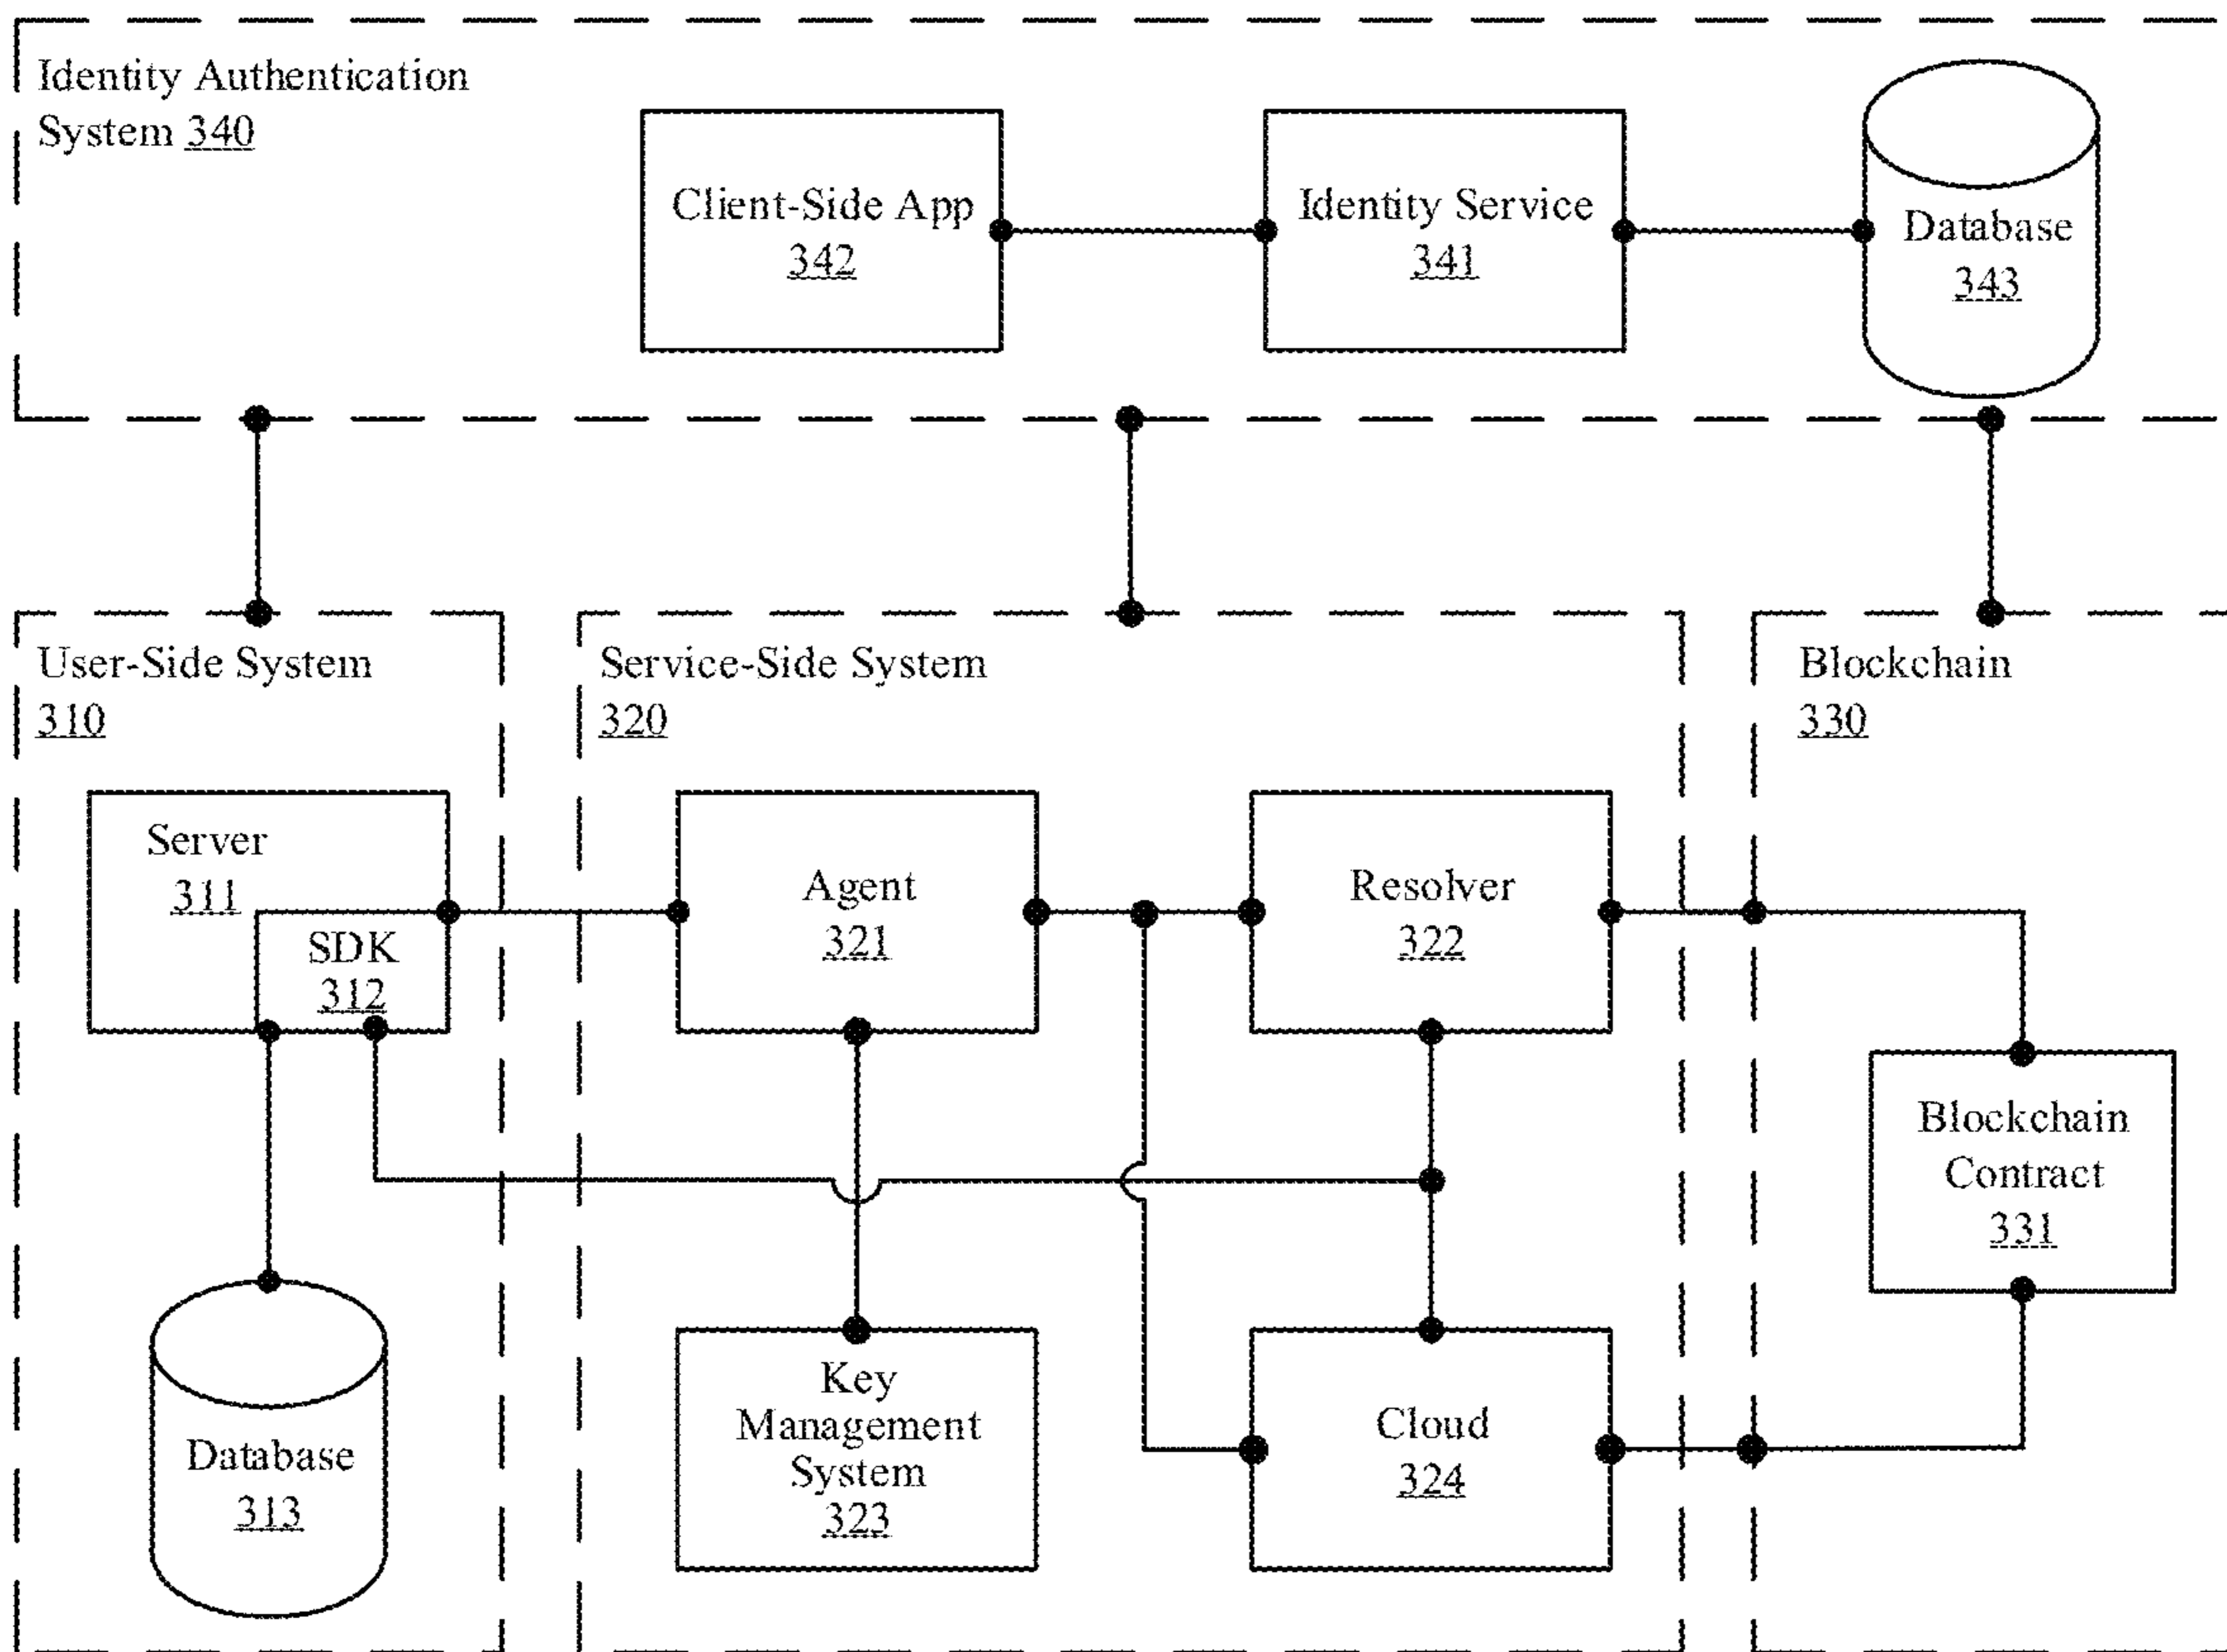 Identity Authentication
System 340
Client-Side App
342
Identity Service
341
Database
343
User-Side System
310
Service-Side System
320
Blockchain
330
Server
311
SDK
312
Agent
321
Resolver
322
Blockchain
Contract
331
Database
313
Key
Management
System
323
Cloud
324